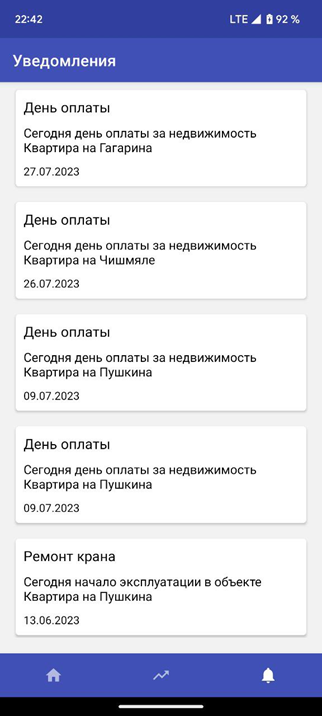 22:42 LTE 92 %
Уведомления
День оплаты
Сегодня день оплаты за недвижимость
Квартира на Гагарина
27.07.2023
День оплаты
Сегодня день оплаты за недвижимость
Квартира на Чишмяле
26.07.2023
День оплаты
Сегодня день оплаты за недвижимость
Квартира на Пушкина
09.07.2023
День оплаты
Сегодня день оплаты за недвижимость
Квартира на Пушкина
09.07.2023
Ремонт крана
Сегодня начало эксплуатации в объекте
Квартира на Пушкина
13.06.2023